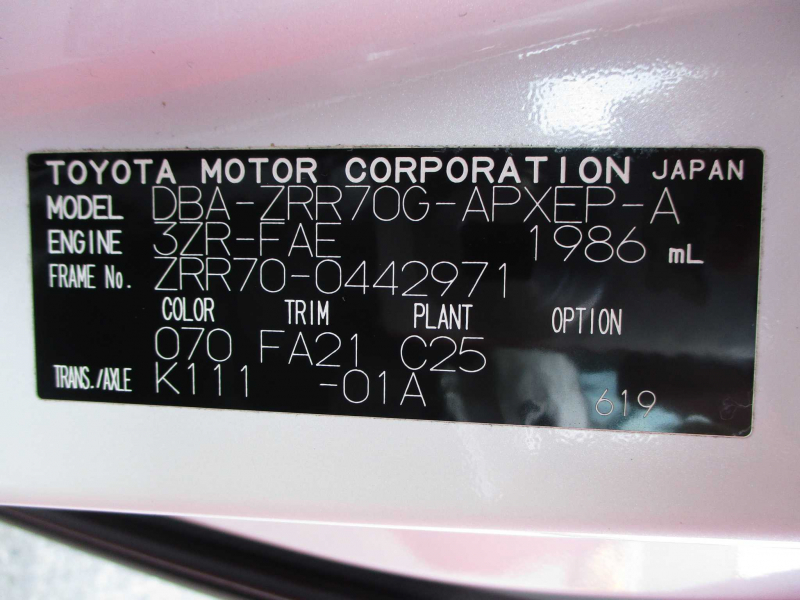 TOYOTA MOTOR CORPORATION JAPAN
MODEL DBA-ZRR70G-APXEP-A
ENGINE 3ZR-FAE 1986 mL
FRAME No. ZRR70-0442971
COLOR TRIM PLANT OPTION
070 FA21 C25
TRANS./AXLE K111 -01A
619